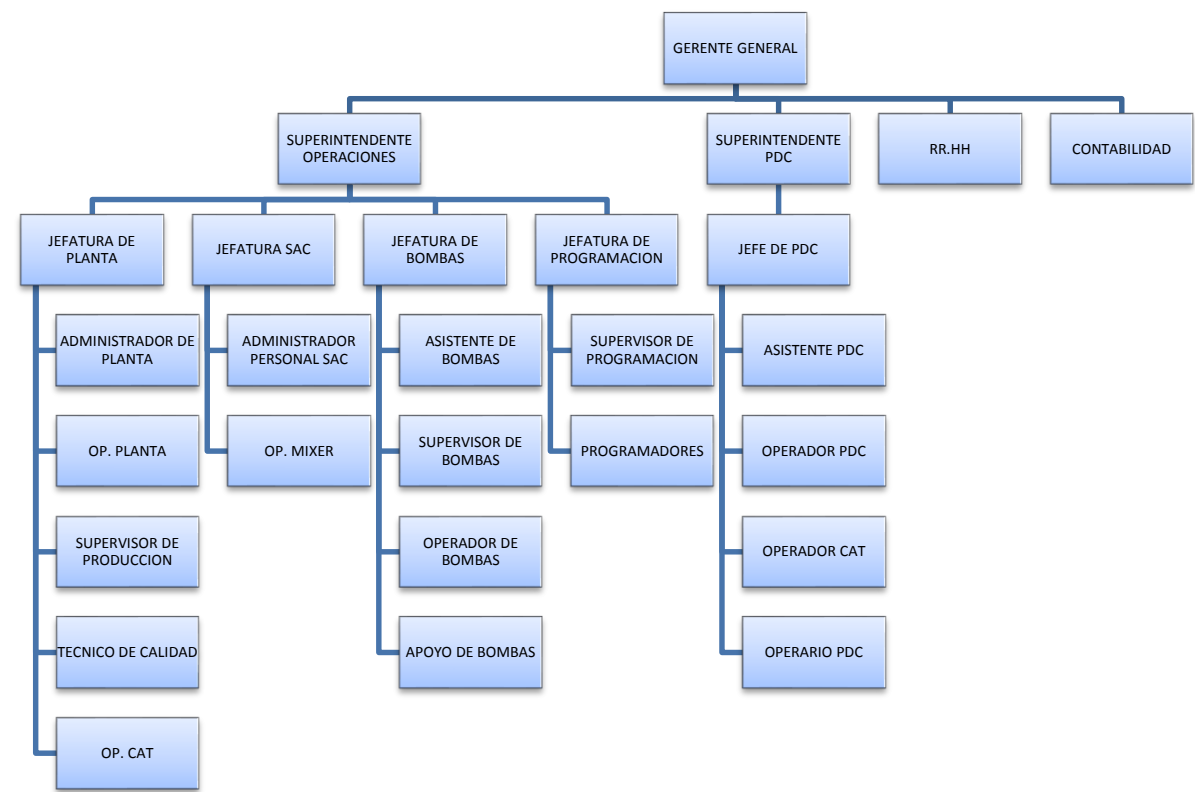 GERENTE GENERAL
SUPERINTENDENTE
OPERACIONES
SUPERINTENDENTE
PDC
RR.HH
CONTABILIDAD
JEFATURA DE
PLANTA
JEFATURA SAC
JEFATURA DE
BOMBAS
JEFATURA DE
PROGRAMACION
JEFE DE PDC
ADMINISTRADOR DE
PLANTA
ADMINISTRADOR
PERSONAL SAC
ASISTENTE DE
BOMBAS
SUPERVISOR DE
PROGRAMACION
ASISTENTE PDC
OP. PLANTA
OP. MIXER
SUPERVISOR DE
BOMBAS
PROGRAMADORES
OPERADOR PDC
SUPERVISOR DE
PRODUCCION
OPERADOR DE
BOMBAS
OPERADOR CAT
TECNICO DE CALIDAD
APOYO DE BOMBAS
OPERARIO PDC
OP. CAT